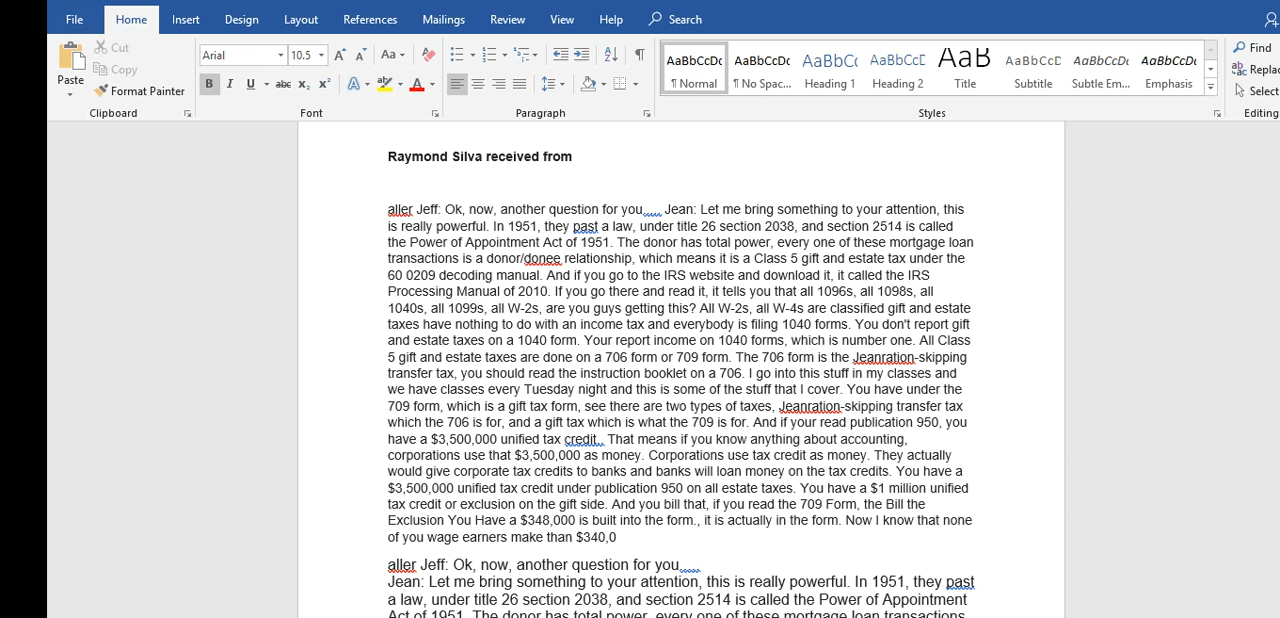 File Home Insert Design Layout References Mailings Review View Help Search
Cut Arial 10.5 Aa Find
Copy AaBbCcDc AaBbCcDc AaBbCc AaBbCcD AaB AaBbCcD AaBbCcDc AaBbCcDc Replac
Paste Format Painter B I U abc x₂ x² A ab A ¶ Normal ¶ No Spac... Heading 1 Heading 2 Title Subtitle Subtle Em... Emphasis Select
Clipboard Font Paragraph Styles Editing
Raymond Silva received from
aller Jeff: Ok, now, another question for you..... Jean: Let me bring something to your attention, this
is really powerful. In 1951, they past a law, under title 26 section 2038, and section 2514 is called
the Power of Appointment Act of 1951. The donor has total power, every one of these mortgage loan
transactions is a donor/donee relationship, which means it is a Class 5 gift and estate tax under the
60 0209 decoding manual. And if you go to the IRS website and download it, it called the IRS
Processing Manual of 2010. If you go there and read it, it tells you that all 1096s, all 1098s, all
1040s, all 1099s, all W-2s, are you guys getting this? All W-2s, all W-4s are classified gift and estate
taxes have nothing to do with an income tax and everybody is filing 1040 forms. You don't report gift
and estate taxes on a 1040 form. Your report income on 1040 forms, which is number one. All Class
5 gift and estate taxes are done on a 706 form or 709 form. The 706 form is the Jeanration-skipping
transfer tax, you should read the instruction booklet on a 706. I go into this stuff in my classes and
we have classes every Tuesday night and this is some of the stuff that I cover. You have under the
709 form, which is a gift tax form, see there are two types of taxes, Jeanration-skipping transfer tax
which the 706 is for, and a gift tax which is what the 709 is for. And if your read publication 950, you
have a $3,500,000 unified tax credit.. That means if you know anything about accounting,
corporations use that $3,500,000 as money. Corporations use tax credit as money. They actually
would give corporate tax credits to banks and banks will loan money on the tax credits. You have a
$3,500,000 unified tax credit under publication 950 on all estate taxes. You have a $1 million unified
tax credit or exclusion on the gift side. And you bill that, if you read the 709 Form, the Bill the
Exclusion You Have a $348,000 is built into the form., it is actually in the form. Now I know that none
of you wage earners make than $340,0
aller Jeff: Ok, now, another question for you.....
Jean: Let me bring something to your attention, this is really powerful. In 1951, they past
a law, under title 26 section 2038, and section 2514 is called the Power of Appointment
Act of 1951. The donor has total power, every one of these mortgage loan